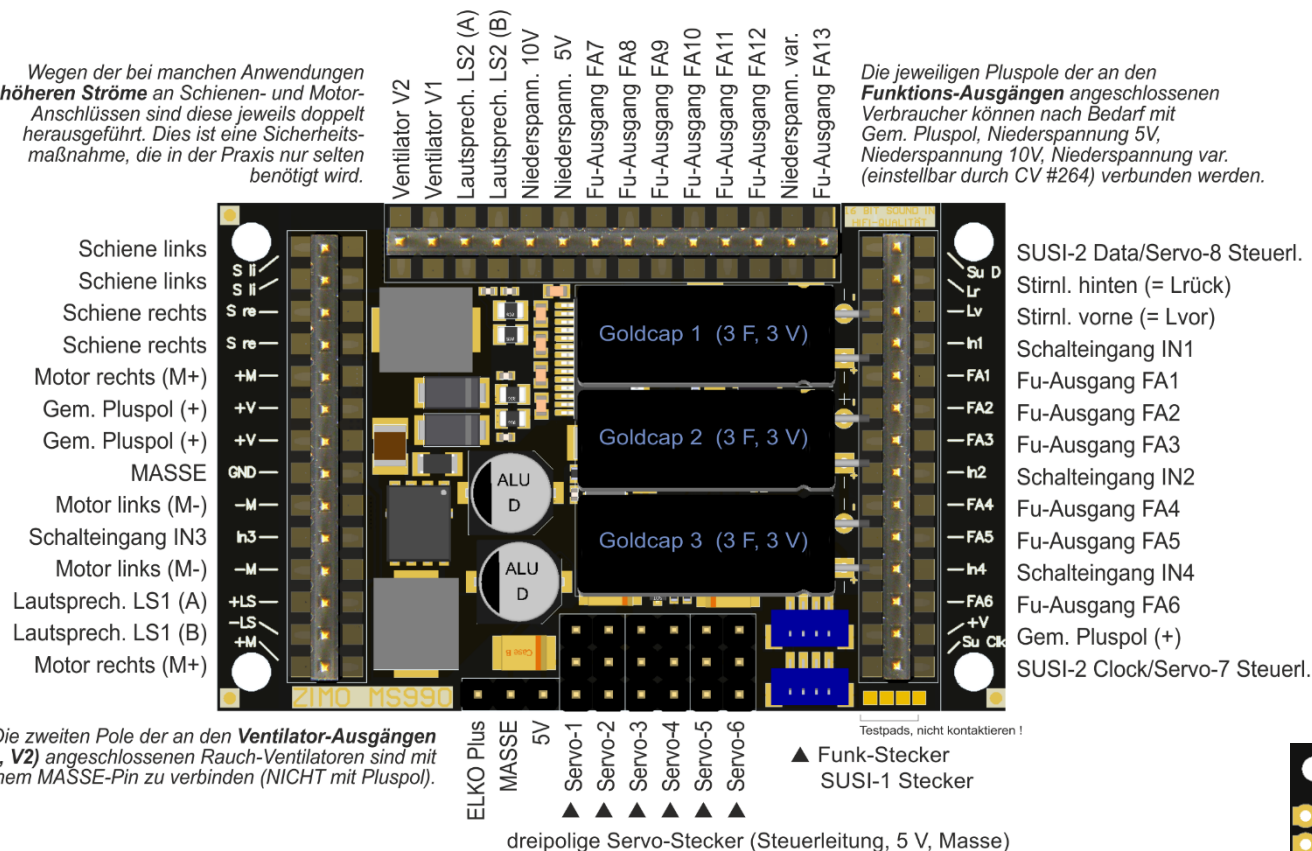 Wegen der bei manchen Anwendungen
höheren Ströme an Schienen- und Motor-
Anschlüssen sind diese jeweils doppelt
herausgeführt. Dies ist eine Sicherheits-
maßnahme, die in der Praxis nur selten
benötigt wird.
Ventilator V2
Ventilator V1
Lautsprech. LS2 (A)
Lautsprech. LS2 (B)
Niederspann. 10V
Niederspann. 5V
Fu-Ausgang FA7
Fu-Ausgang FA8
Fu-Ausgang FA9
Fu-Ausgang FA10
Fu-Ausgang FA11
Fu-Ausgang FA12
Niederspann. var.
Fu-Ausgang FA13
Die jeweiligen Pluspole der an den
Funktions-Ausgängen angeschlossenen
Verbraucher können nach Bedarf mit
Gem. Pluspol, Niederspannung 5V,
Niederspannung 10V, Niederspannung var.
(einstellbar durch CV #264) verbunden werden.
16 BIT SOUND IN
HIFI-QUALITÄT
Schiene links
Schiene links
Schiene rechts
Schiene rechts
Motor rechts (M+)
Gem. Pluspol (+)
Gem. Pluspol (+)
MASSE
Motor links (M-)
Schalteingang IN3
Motor links (M-)
Lautsprech. LS1 (A)
Lautsprech. LS1 (B)
Motor rechts (M+)
S li
S li
S re
S re
+M
+V
+V
GND
-M
In3
-M
+LS
-LS
+M
Goldcap 1 (3 F, 3 V)
Goldcap 2 (3 F, 3 V)
Goldcap 3 (3 F, 3 V)
ALU
D
ALU
D
Case B
Su D
Lr
Lv
In1
FA1
FA2
FA3
In2
FA4
FA5
In4
FA6
+V
Su Clk
SUSI-2 Data/Servo-8 Steuerl.
Stirnl. hinten (= Lrück)
Stirnl. vorne (= Lvor)
Schalteingang IN1
Fu-Ausgang FA1
Fu-Ausgang FA2
Fu-Ausgang FA3
Schalteingang IN2
Fu-Ausgang FA4
Fu-Ausgang FA5
Schalteingang IN4
Fu-Ausgang FA6
Gem. Pluspol (+)
SUSI-2 Clock/Servo-7 Steuerl.
ZIMO MS990
Die zweiten Pole der an den Ventilator-Ausgängen
, V2) angeschlossenen Rauch-Ventilatoren sind mit
nem MASSE-Pin zu verbinden (NICHT mit Pluspol).
ELKO Plus
MASSE
5V
▲ Servo-1
▲ Servo-2
▲ Servo-3
▲ Servo-4
▲ Servo-5
▲ Servo-6
Testpads, nicht kontaktieren !
▲ Funk-Stecker
SUSI-1 Stecker
dreipolige Servo-Stecker (Steuerleitung, 5 V, Masse)